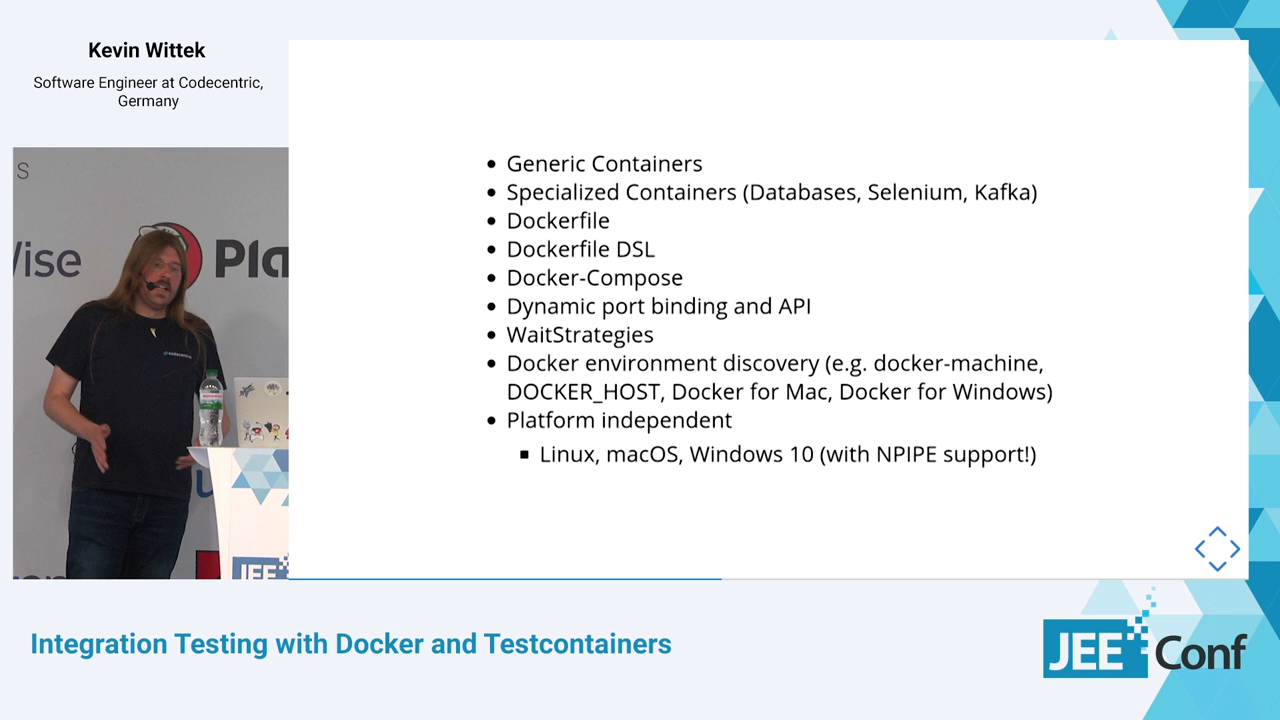 Kevin Wittek
Software Engineer at Codecentric,
Germany
S
Pla
JEE
Generic Containers
Specialized Containers (Databases, Selenium, Kafka)
Dockerfile
Dockerfile DSL
Docker-Compose
Dynamic port binding and API
WaitStrategies
Docker environment discovery (e.g. docker-machine,
DOCKER_HOST, Docker for Mac, Docker for Windows)
Platform independent
Linux, macOS, Windows 10 (with NPIPE support!)
Integration Testing with Docker and Testcontainers
JEE Conf